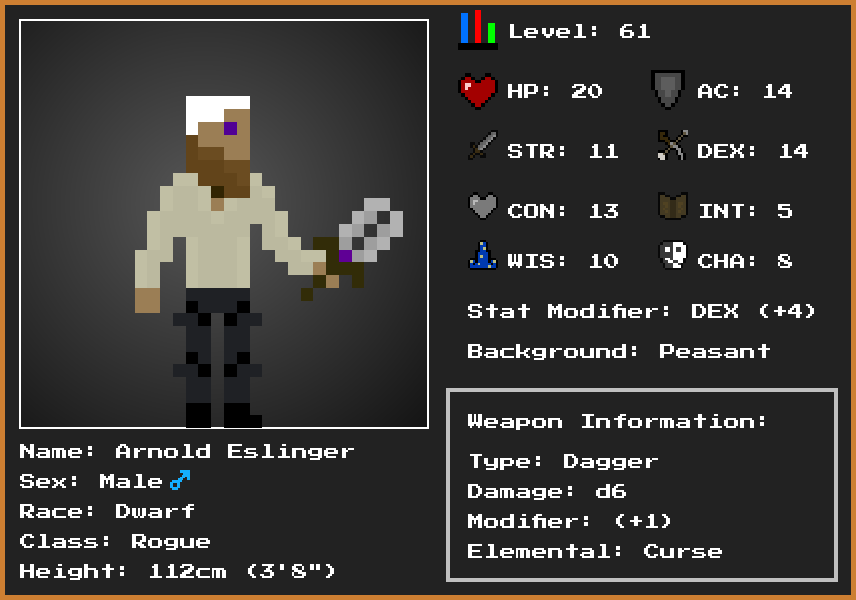 Level: 61
HP: 20 AC: 14
STR: 11 DEX: 14
CON: 13 INT: 5
WIS: 10 CHA: 8
Stat Modifier: DEX (+4)
Background: Peasant
Weapon Information:
Type: Dagger
Damage: d6
Modifier: (+1)
Elemental: Curse
Name: Arnold Eslinger
Sex: Male ♂
Race: Dwarf
Class: Rogue
Height: 112cm (3'8")